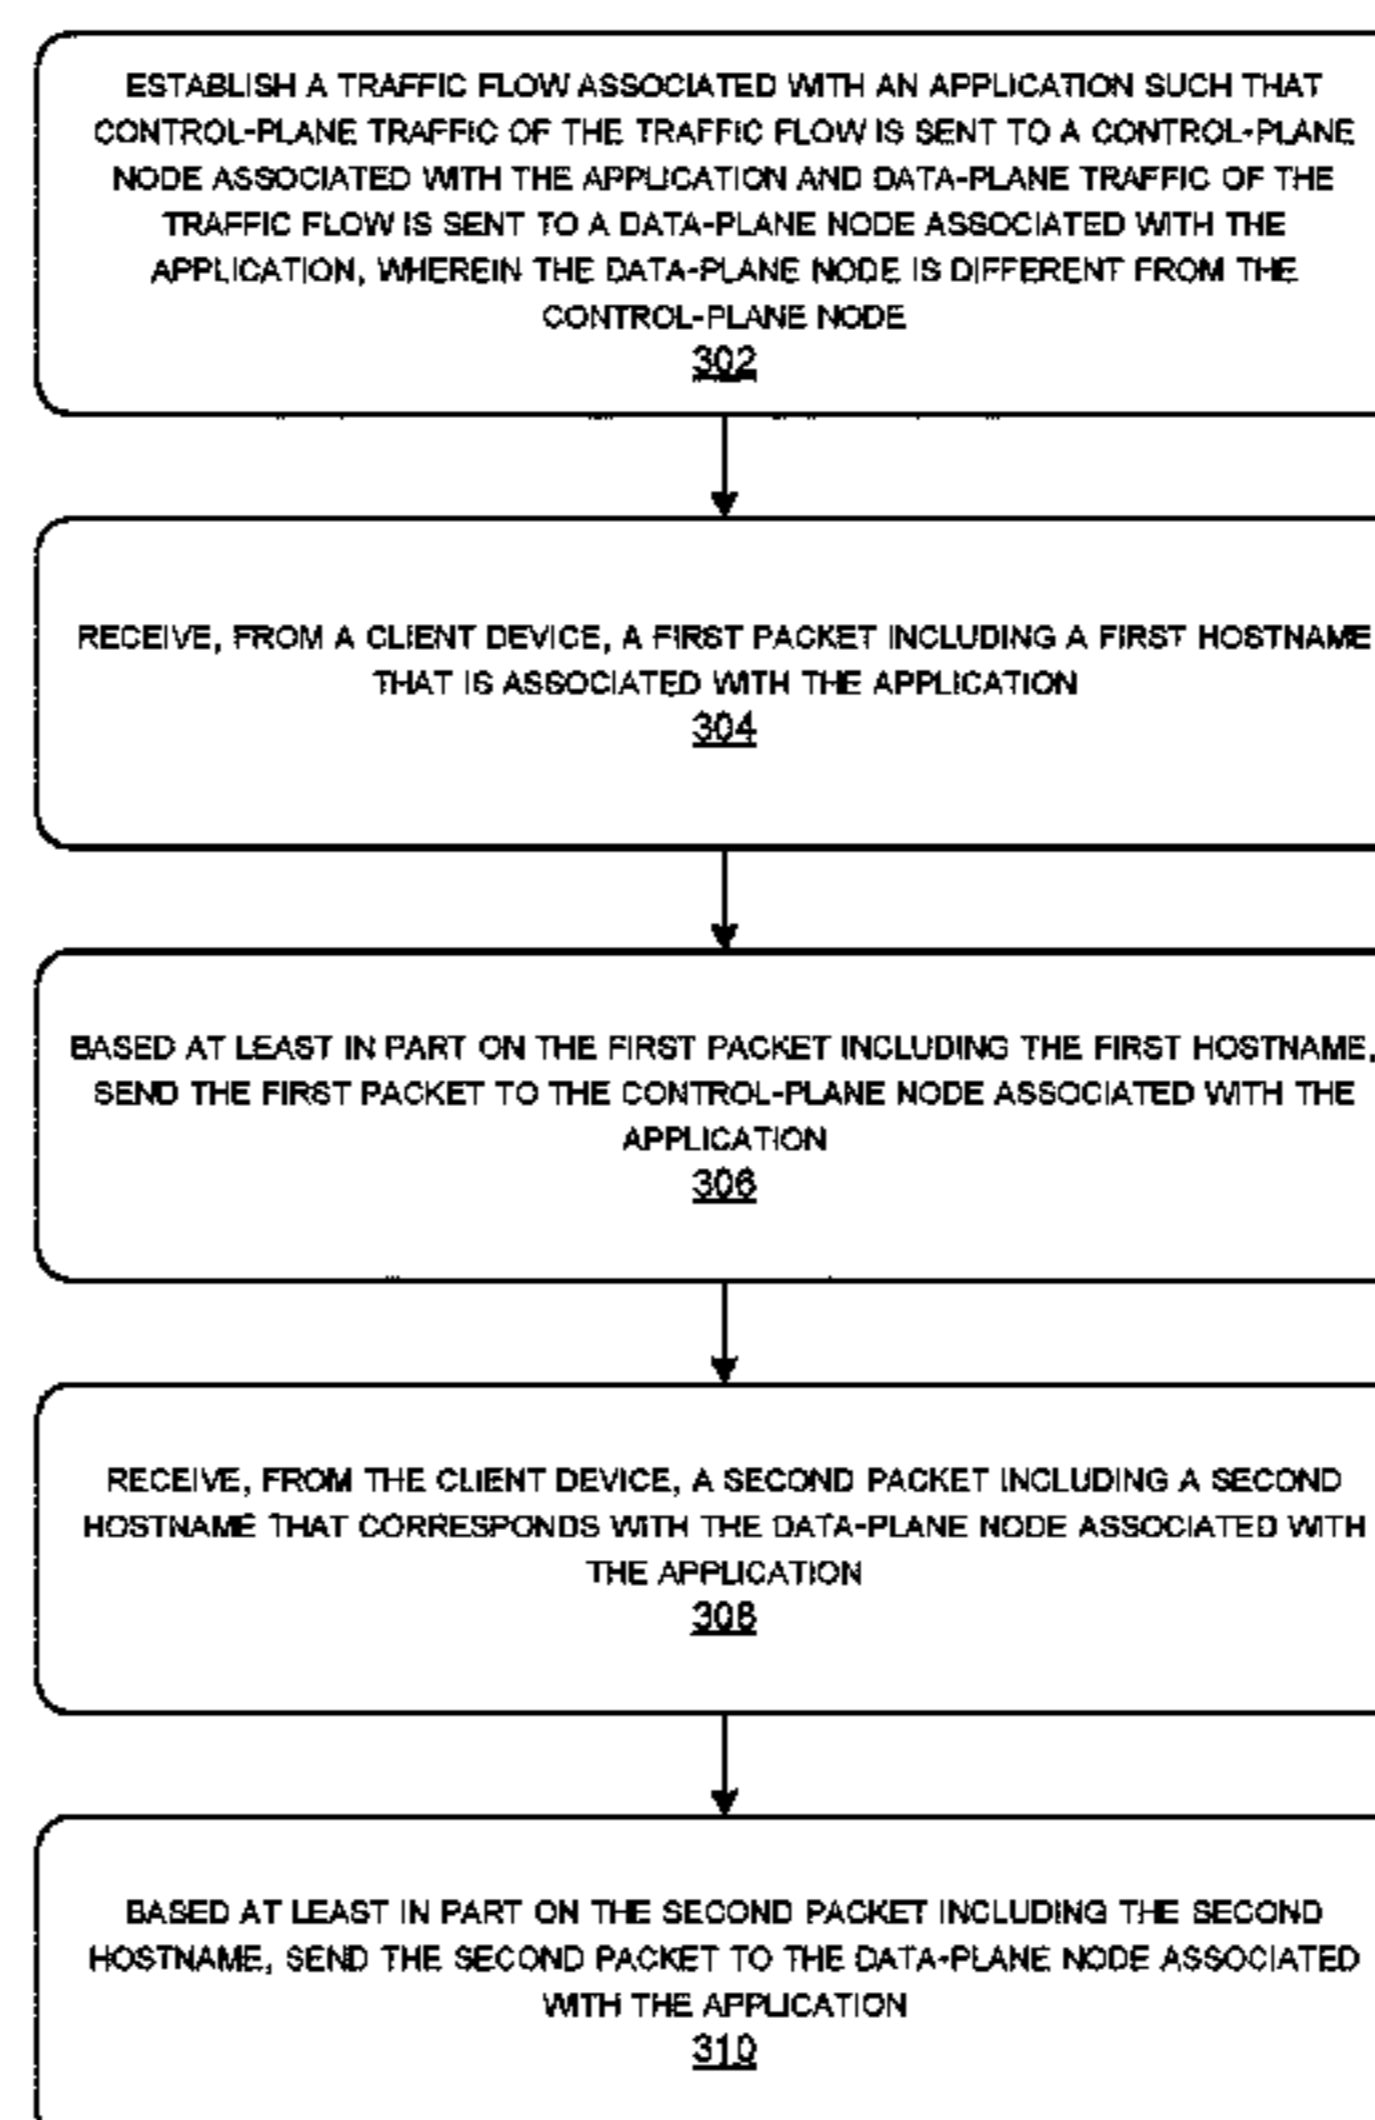 ESTABLISH A TRAFFIC FLOW ASSOCIATED WITH AN APPLICATION SUCH THAT
CONTROL-PLANE TRAFFIC OF THE TRAFFIC FLOW IS SENT TO A CONTROL-PLANE
NODE ASSOCIATED WITH THE APPLICATION AND DATA-PLANE TRAFFIC OF THE
TRAFFIC FLOW IS SENT TO A DATA-PLANE NODE ASSOCIATED WITH THE
APPLICATION, WHEREIN THE DATA-PLANE NODE IS DIFFERENT FROM THE
CONTROL-PLANE NODE
302
RECEIVE, FROM A CLIENT DEVICE, A FIRST PACKET INCLUDING A FIRST HOSTNAME
THAT IS ASSOCIATED WITH THE APPLICATION
304
BASED AT LEAST IN PART ON THE FIRST PACKET INCLUDING THE FIRST HOSTNAME,
SEND THE FIRST PACKET TO THE CONTROL-PLANE NODE ASSOCIATED WITH THE
APPLICATION
306
RECEIVE, FROM THE CLIENT DEVICE, A SECOND PACKET INCLUDING A SECOND
HOSTNAME THAT CORRESPONDS WITH THE DATA-PLANE NODE ASSOCIATED WITH
THE APPLICATION
308
BASED AT LEAST IN PART ON THE SECOND PACKET INCLUDING THE SECOND
HOSTNAME, SEND THE SECOND PACKET TO THE DATA-PLANE NODE ASSOCIATED
WITH THE APPLICATION
310